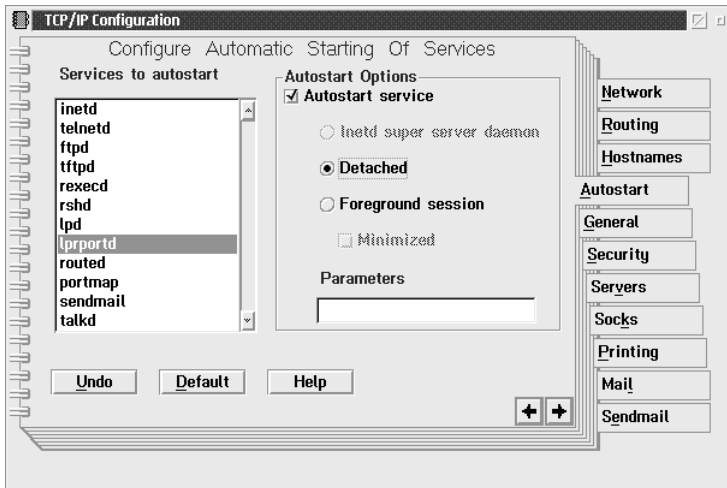 TCP/IP Configuration
Configure Automatic Starting Of Services
Services to autostart
inetd
telnetd
ftpd
tftpd
rexecd
rshd
lpd
lprportd
routed
portmap
sendmail
talkd
Autostart Options
Autostart service
Inetd super server daemon
Detached
Foreground session
Minimized
Parameters
Undo
Default
Help
Network
Routing
Hostnames
Autostart
General
Security
Servers
Socks
Printing
Mail
Sendmail